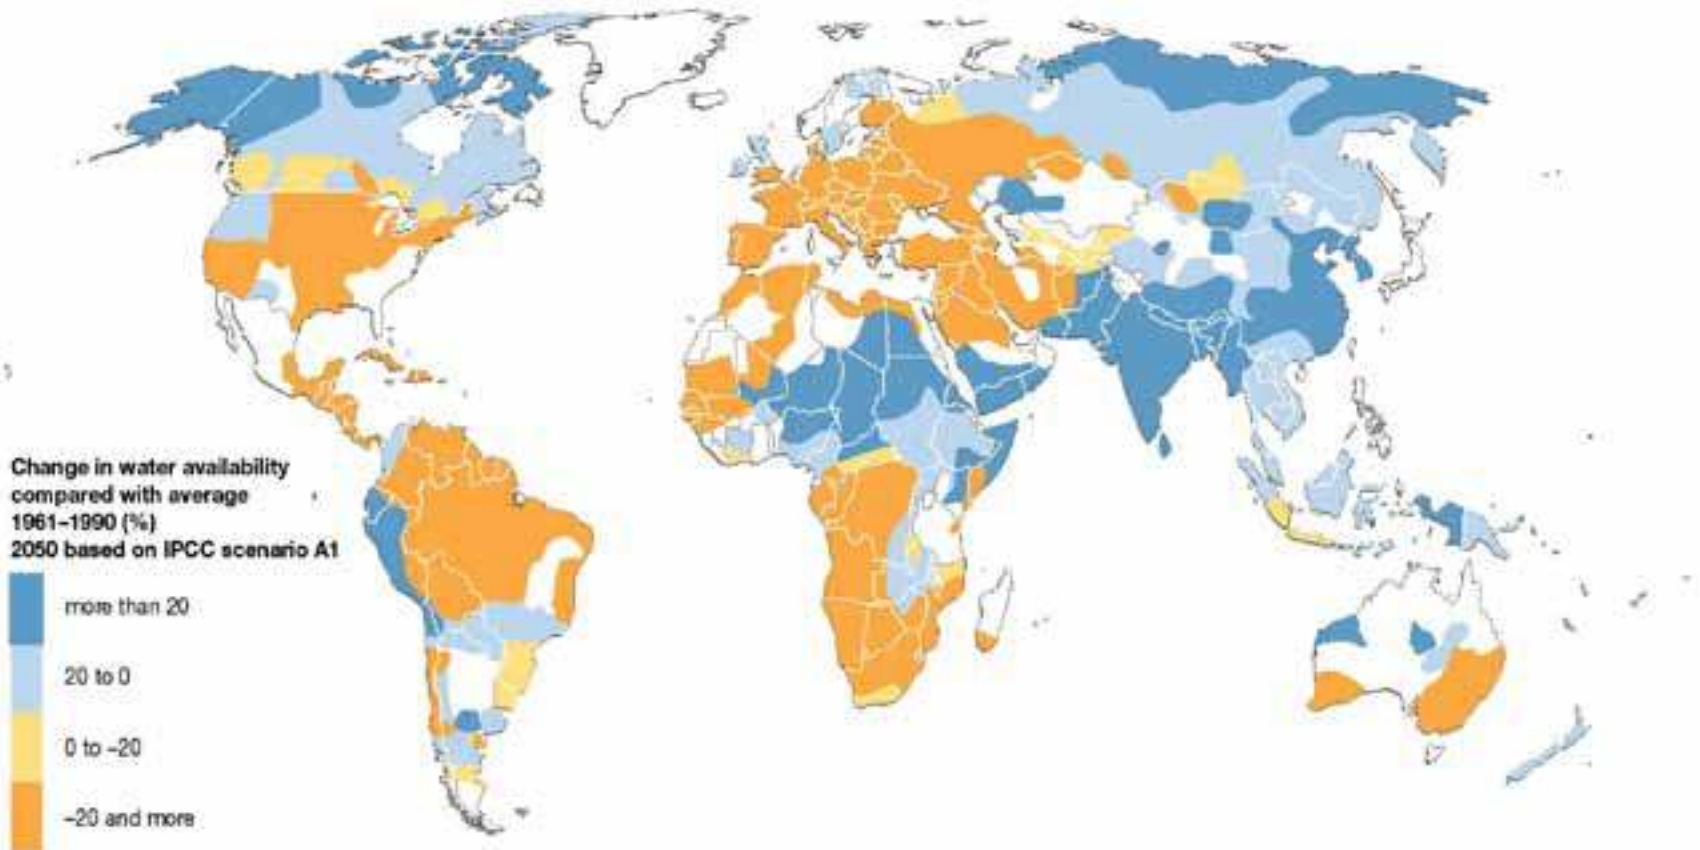 Change in water availability
compared with average
1961–1990 (%)
2050 based on IPCC scenario A1
more than 20
20 to 0
0 to –20
–20 and more